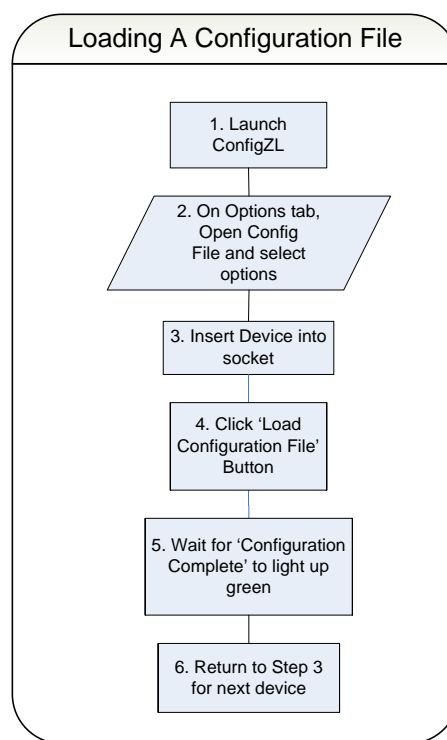 Loading A Configuration File
1. Launch
ConfigZL
2. On Options tab,
Open Config
File and select
options
3. Insert Device into
socket
4. Click ‘Load
Configuration File’
Button
5. Wait for ‘Configuration
Complete’ to light up
green
6. Return to Step 3
for next device